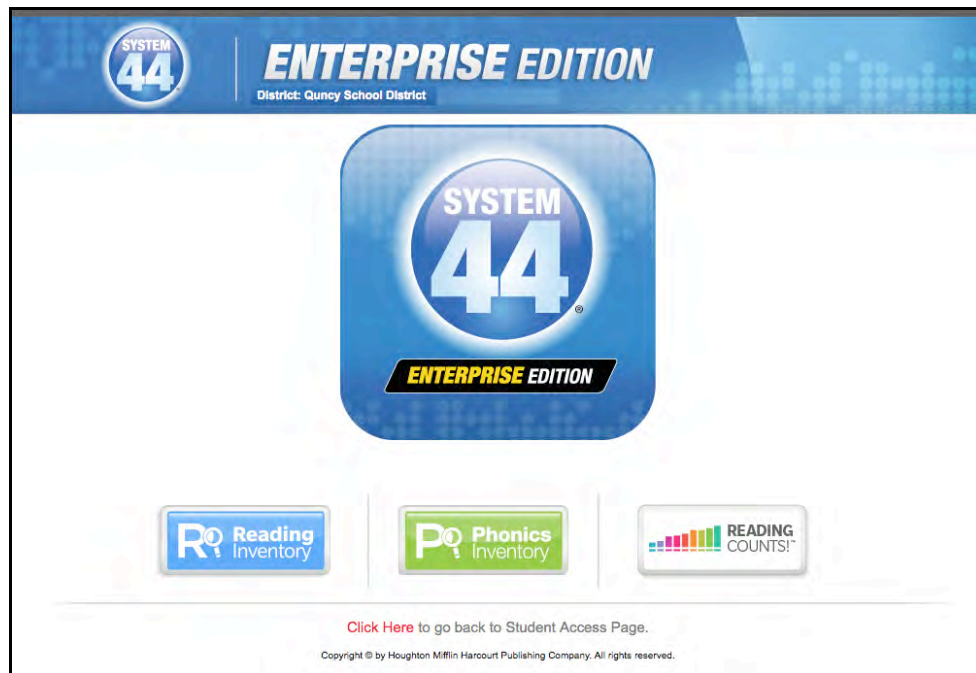 SYSTEM
44®
ENTERPRISE EDITION
District: Quncy School District
SYSTEM
44®
ENTERPRISE EDITION
Reading
Inventory
Phonics
Inventory
READING
COUNTS!™
Click Here to go back to Student Access Page.
Copyright © by Houghton Mifflin Harcourt Publishing Company. All rights reserved.